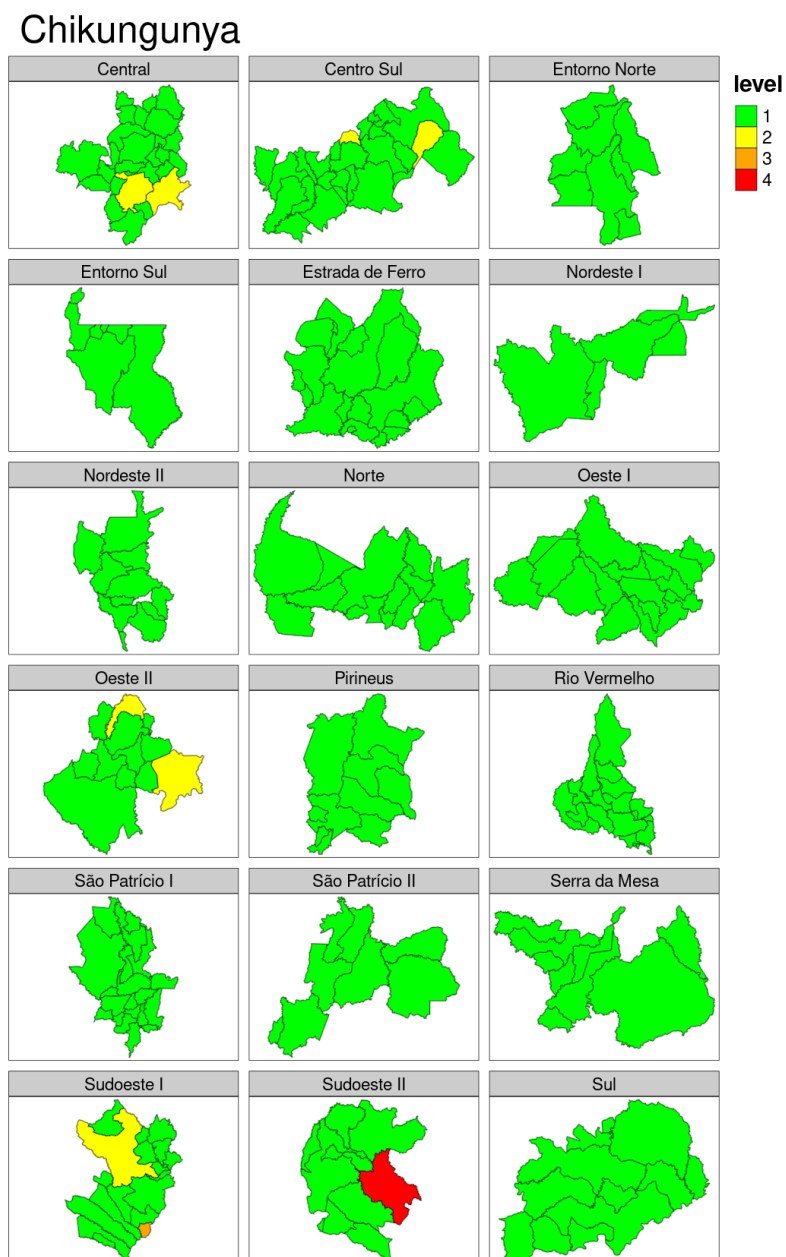 Chikungunya
Central
Centro Sul
Entorno Norte
level
1
2
3
4
Entorno Sul
Estrada de Ferro
Nordeste I
Nordeste II
Norte
Oeste I
Oeste II
Pirineus
Rio Vermelho
São Patrício I
São Patrício II
Serra da Mesa
Sudoeste I
Sudoeste II
Sul